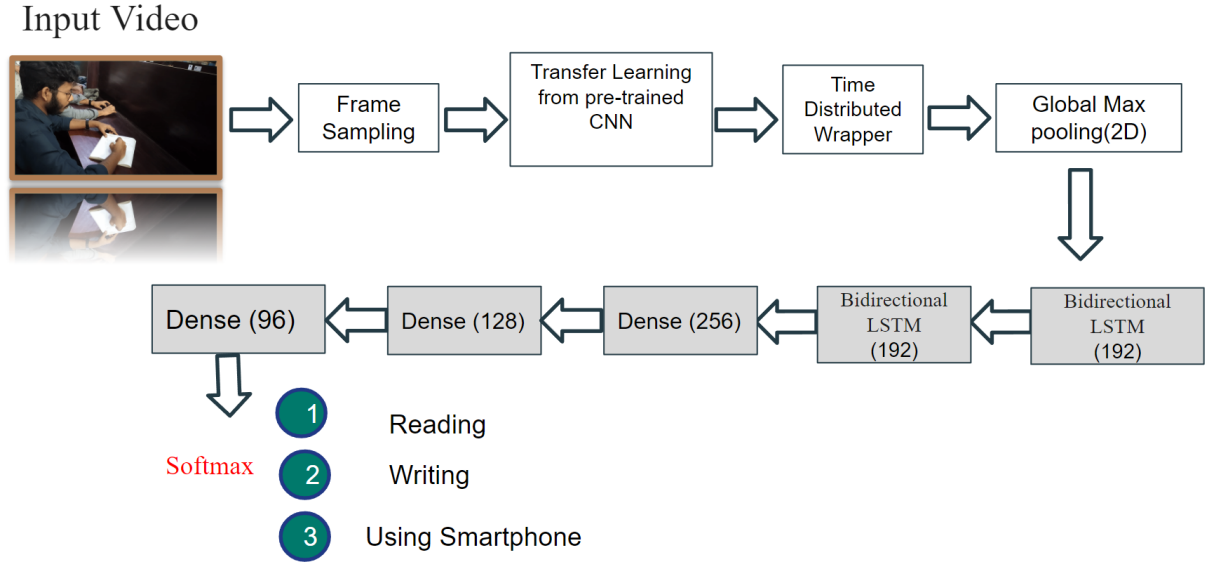 Input Video
Frame
Sampling
Transfer Learning
from pre-trained
CNN
Time
Distributed
Wrapper
Global Max
pooling(2D)
Bidirectional
LSTM
(192)
Bidirectional
LSTM
(192)
Dense (256)
Dense (128)
Dense (96)
Softmax
1
Reading
2
Writing
3
Using Smartphone